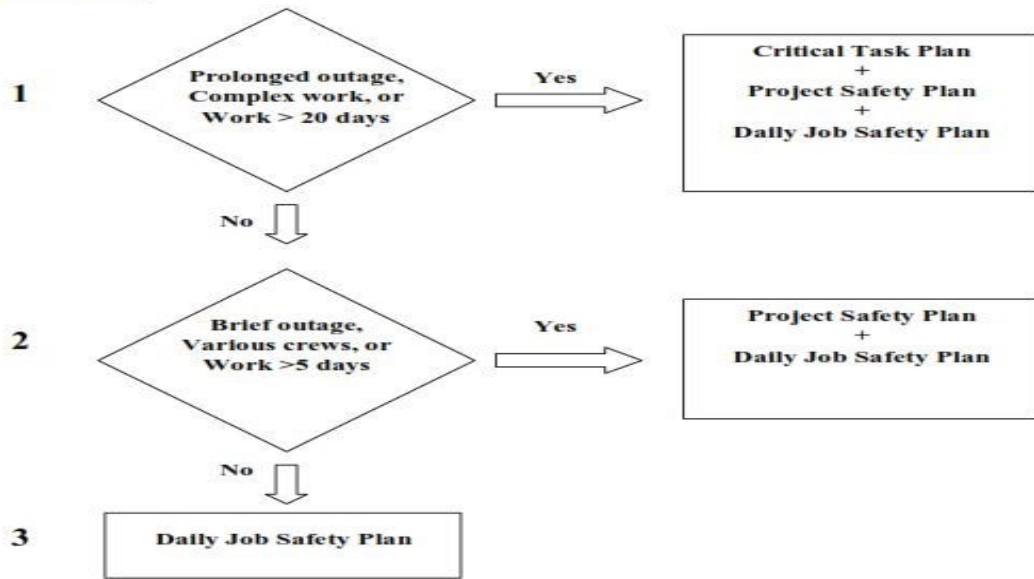 1
Prolonged outage,
Complex work, or
Work > 20 days
Yes
Critical Task Plan
+
Project Safety Plan
+
Daily Job Safety Plan
No
2
Brief outage,
Various crews, or
Work >5 days
Yes
Project Safety Plan
+
Daily Job Safety Plan
No
3
Daily Job Safety Plan